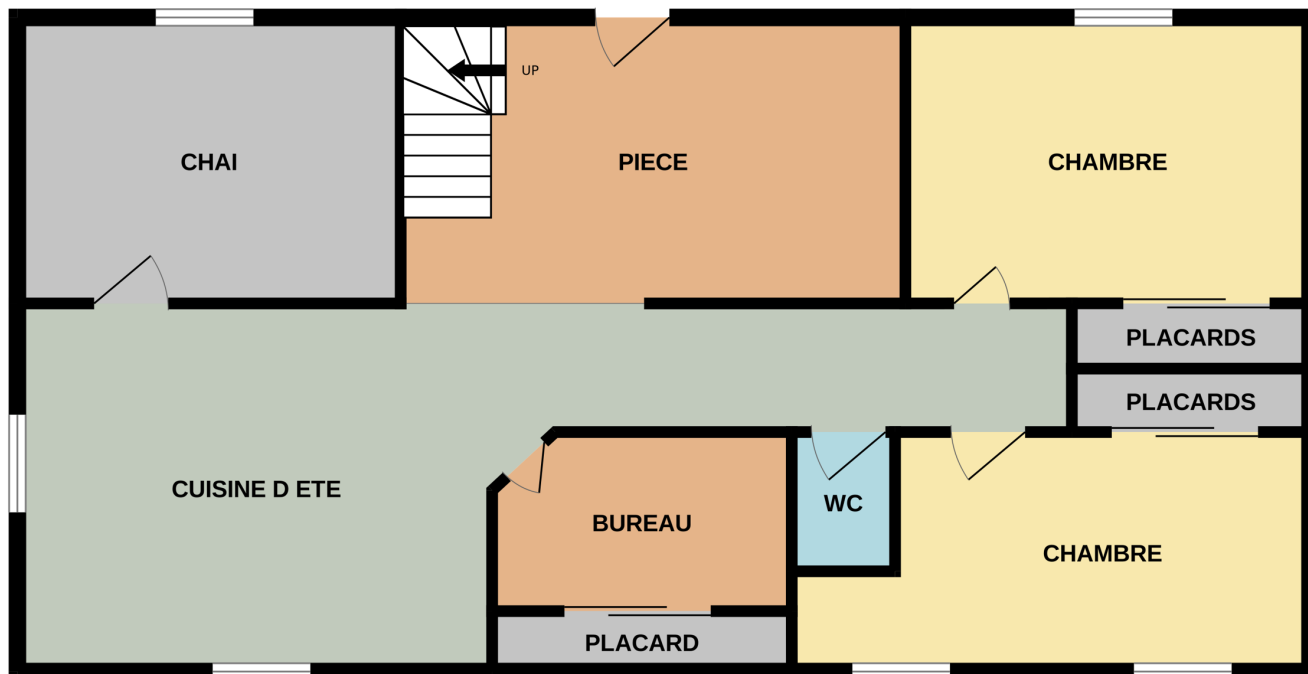 UP
CHAI
PIECE
CHAMBRE
PLACARDS
PLACARDS
CUISINE D ETE
WC
BUREAU
CHAMBRE
PLACARD